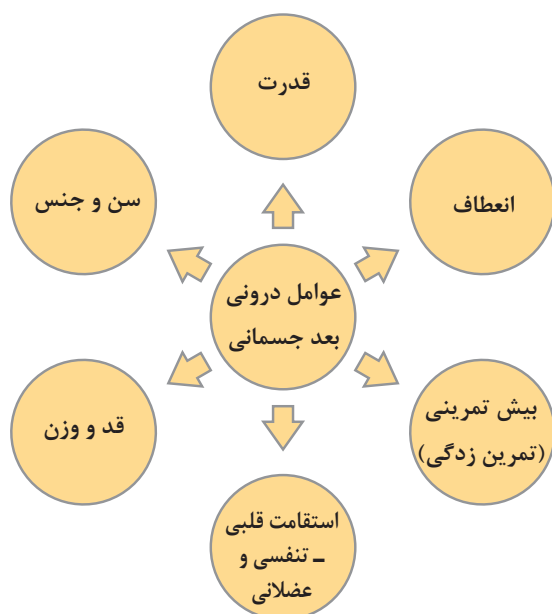 قدرت
سن و جنس
انعطاف
عوامل درونی
بعد جسمانی
قد و وزن
بیش تمرینی
(تمرین زدگی)
استقامت قلبی
ـ تنفسی و
عضلانی